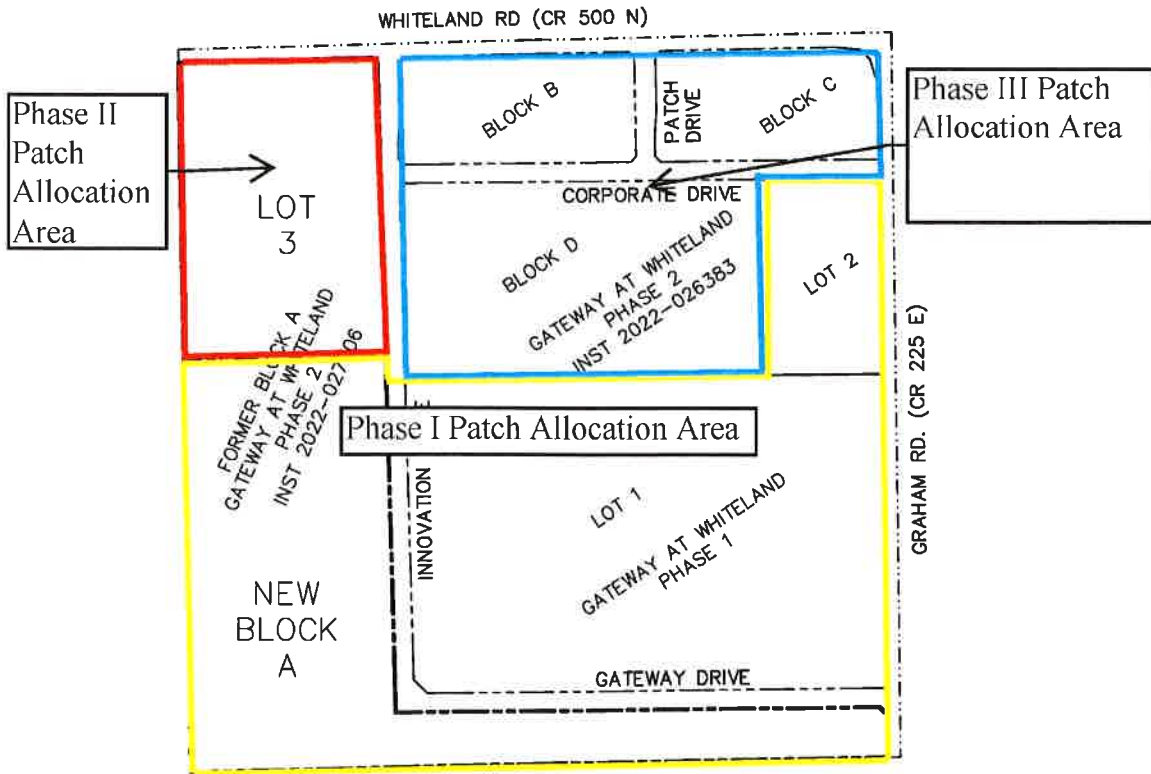 WHITELAND RD (CR 500 N)
Phase II
Patch
Allocation
Area
LOT
3
BLOCK B
PATCH
DRIVE
BLOCK C
Phase III Patch
Allocation Area
CORPORATE DRIVE
BLOCK D
GATEWAY AT WHITELAND
PHASE 2
INST 2022-026383
LOT 2
GRAHAM RD. (CR 225 E)
FORMER BLOCK A
GATEWAY AT WHITELAND
PHASE 2
INST
Phase I Patch Allocation Area
INNOVATION
LOT 1
GATEWAY AT WHITELAND
PHASE 1
NEW
BLOCK
A
GATEWAY DRIVE